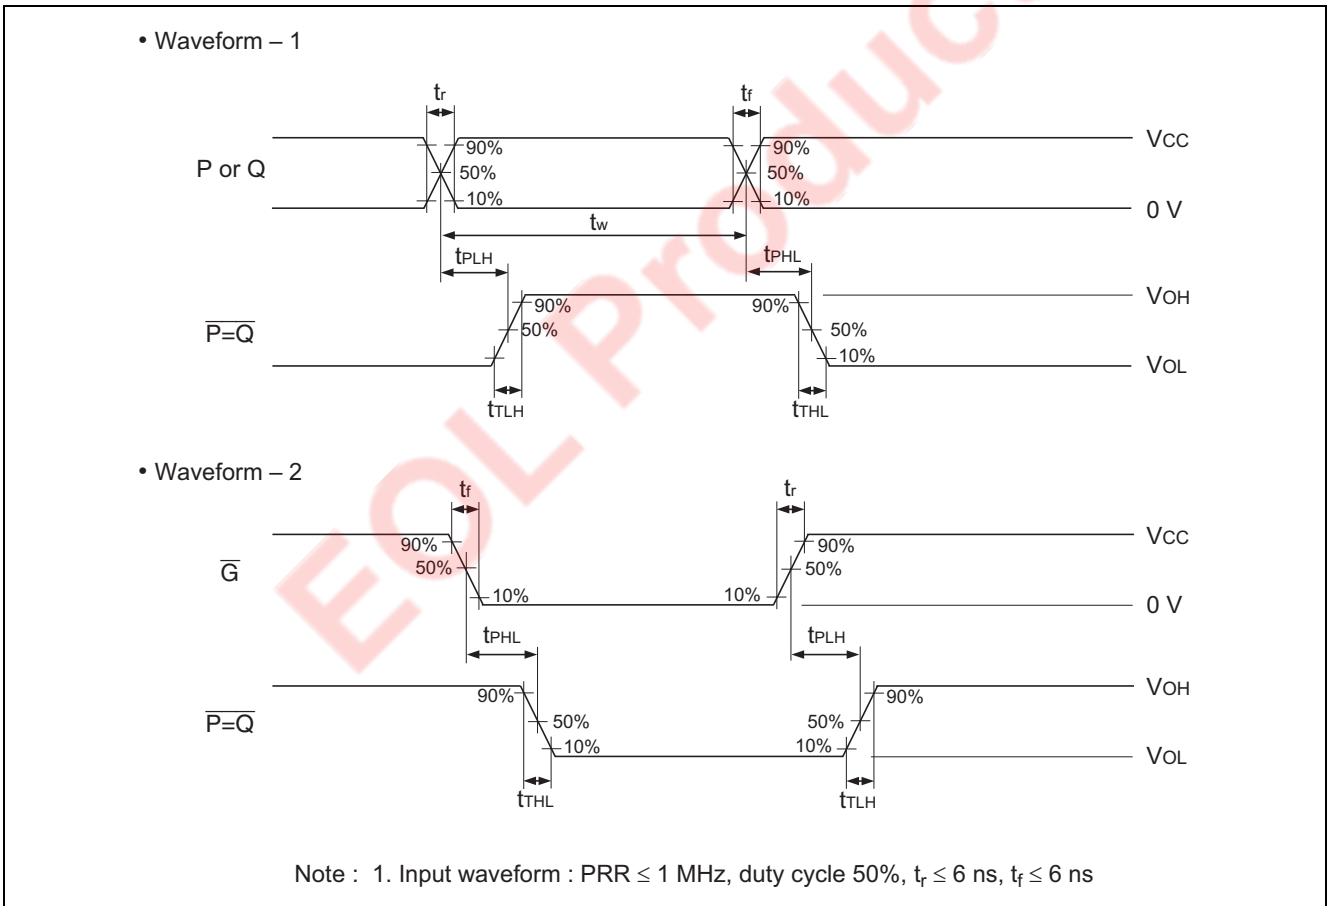 • Waveform – 1
tr
tf
P or Q
90%
50%
10%
90%
50%
10%
VCC
0 V
tw
tPLH
tPHL
P=Q
90%
50%
90%
50%
10%
VOH
VOL
tTLH
tTHL
• Waveform – 2
tf
tr
G
90%
50%
10%
90%
50%
10%
VCC
0 V
tPHL
tPLH
P=Q
90%
50%
10%
90%
50%
10%
VOH
VOL
tTHL
tTLH
Note : 1. Input waveform : PRR ≤ 1 MHz, duty cycle 50%, tr ≤ 6 ns, tf ≤ 6 ns
EOL Produc